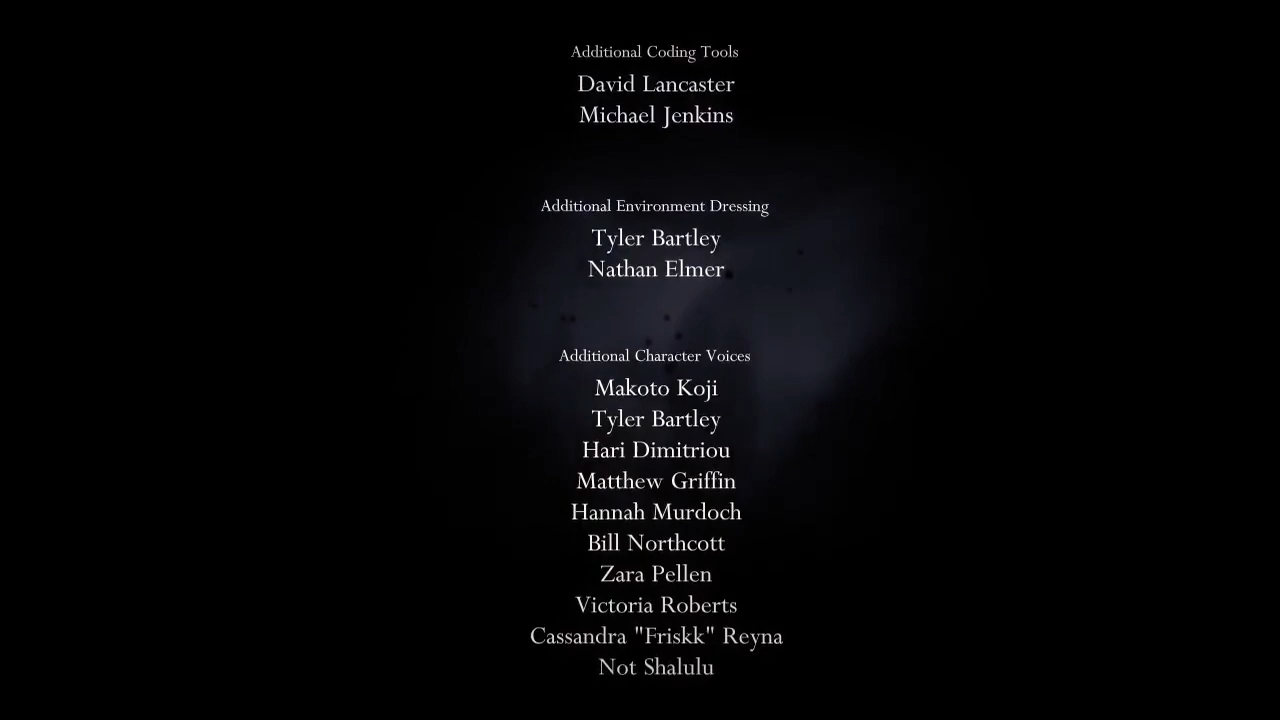 Additional Coding Tools
David Lancaster
Michael Jenkins
Additional Environment Dressing
Tyler Bartley
Nathan Elmer
Additional Character Voices
Makoto Koji
Tyler Bartley
Hari Dimitriou
Matthew Griffin
Hannah Murdoch
Bill Northcott
Zara Pellen
Victoria Roberts
Cassandra "Friskk" Reyna
Not Shalulu